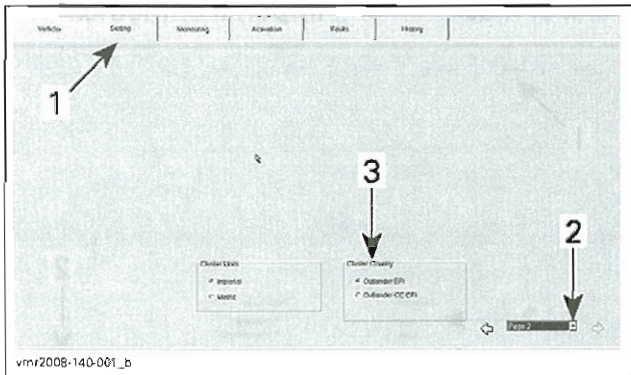 Vehicle Setting Monitoring Activation Faults History
1
3
2
Cluster Units
Imperial
Metric
Cluster Country
Outlander EFI
Outlander CC EFI
Page 2
vmr2008-140-001_b